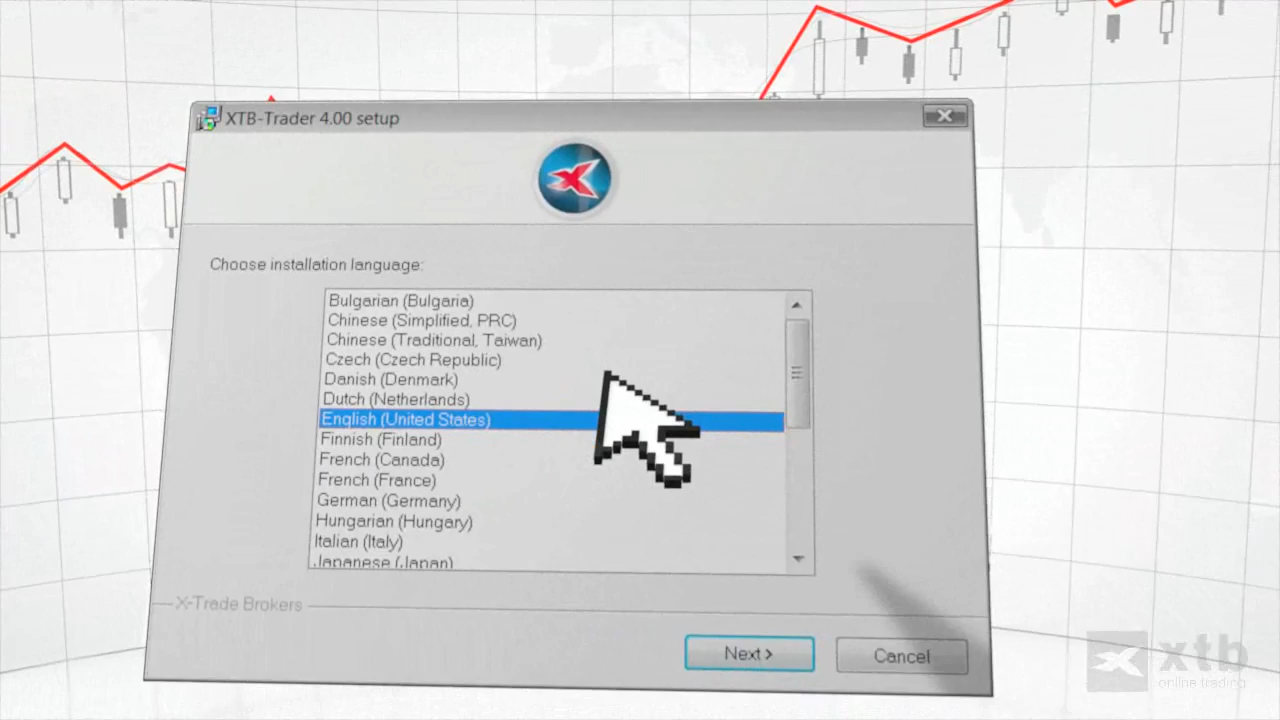 XTB-Trader 4.00 setup
Choose installation language:
Bulgarian (Bulgaria)
Chinese (Simplified, PRC)
Chinese (Traditional, Taiwan)
Czech (Czech Republic)
Danish (Denmark)
Dutch (Netherlands)
English (United States)
Finnish (Finland)
French (Canada)
French (France)
German (Germany)
Hungarian (Hungary)
Italian (Italy)
Japanese (Japan)
X-Trade Brokers
Next >
Cancel
xtb
online trading